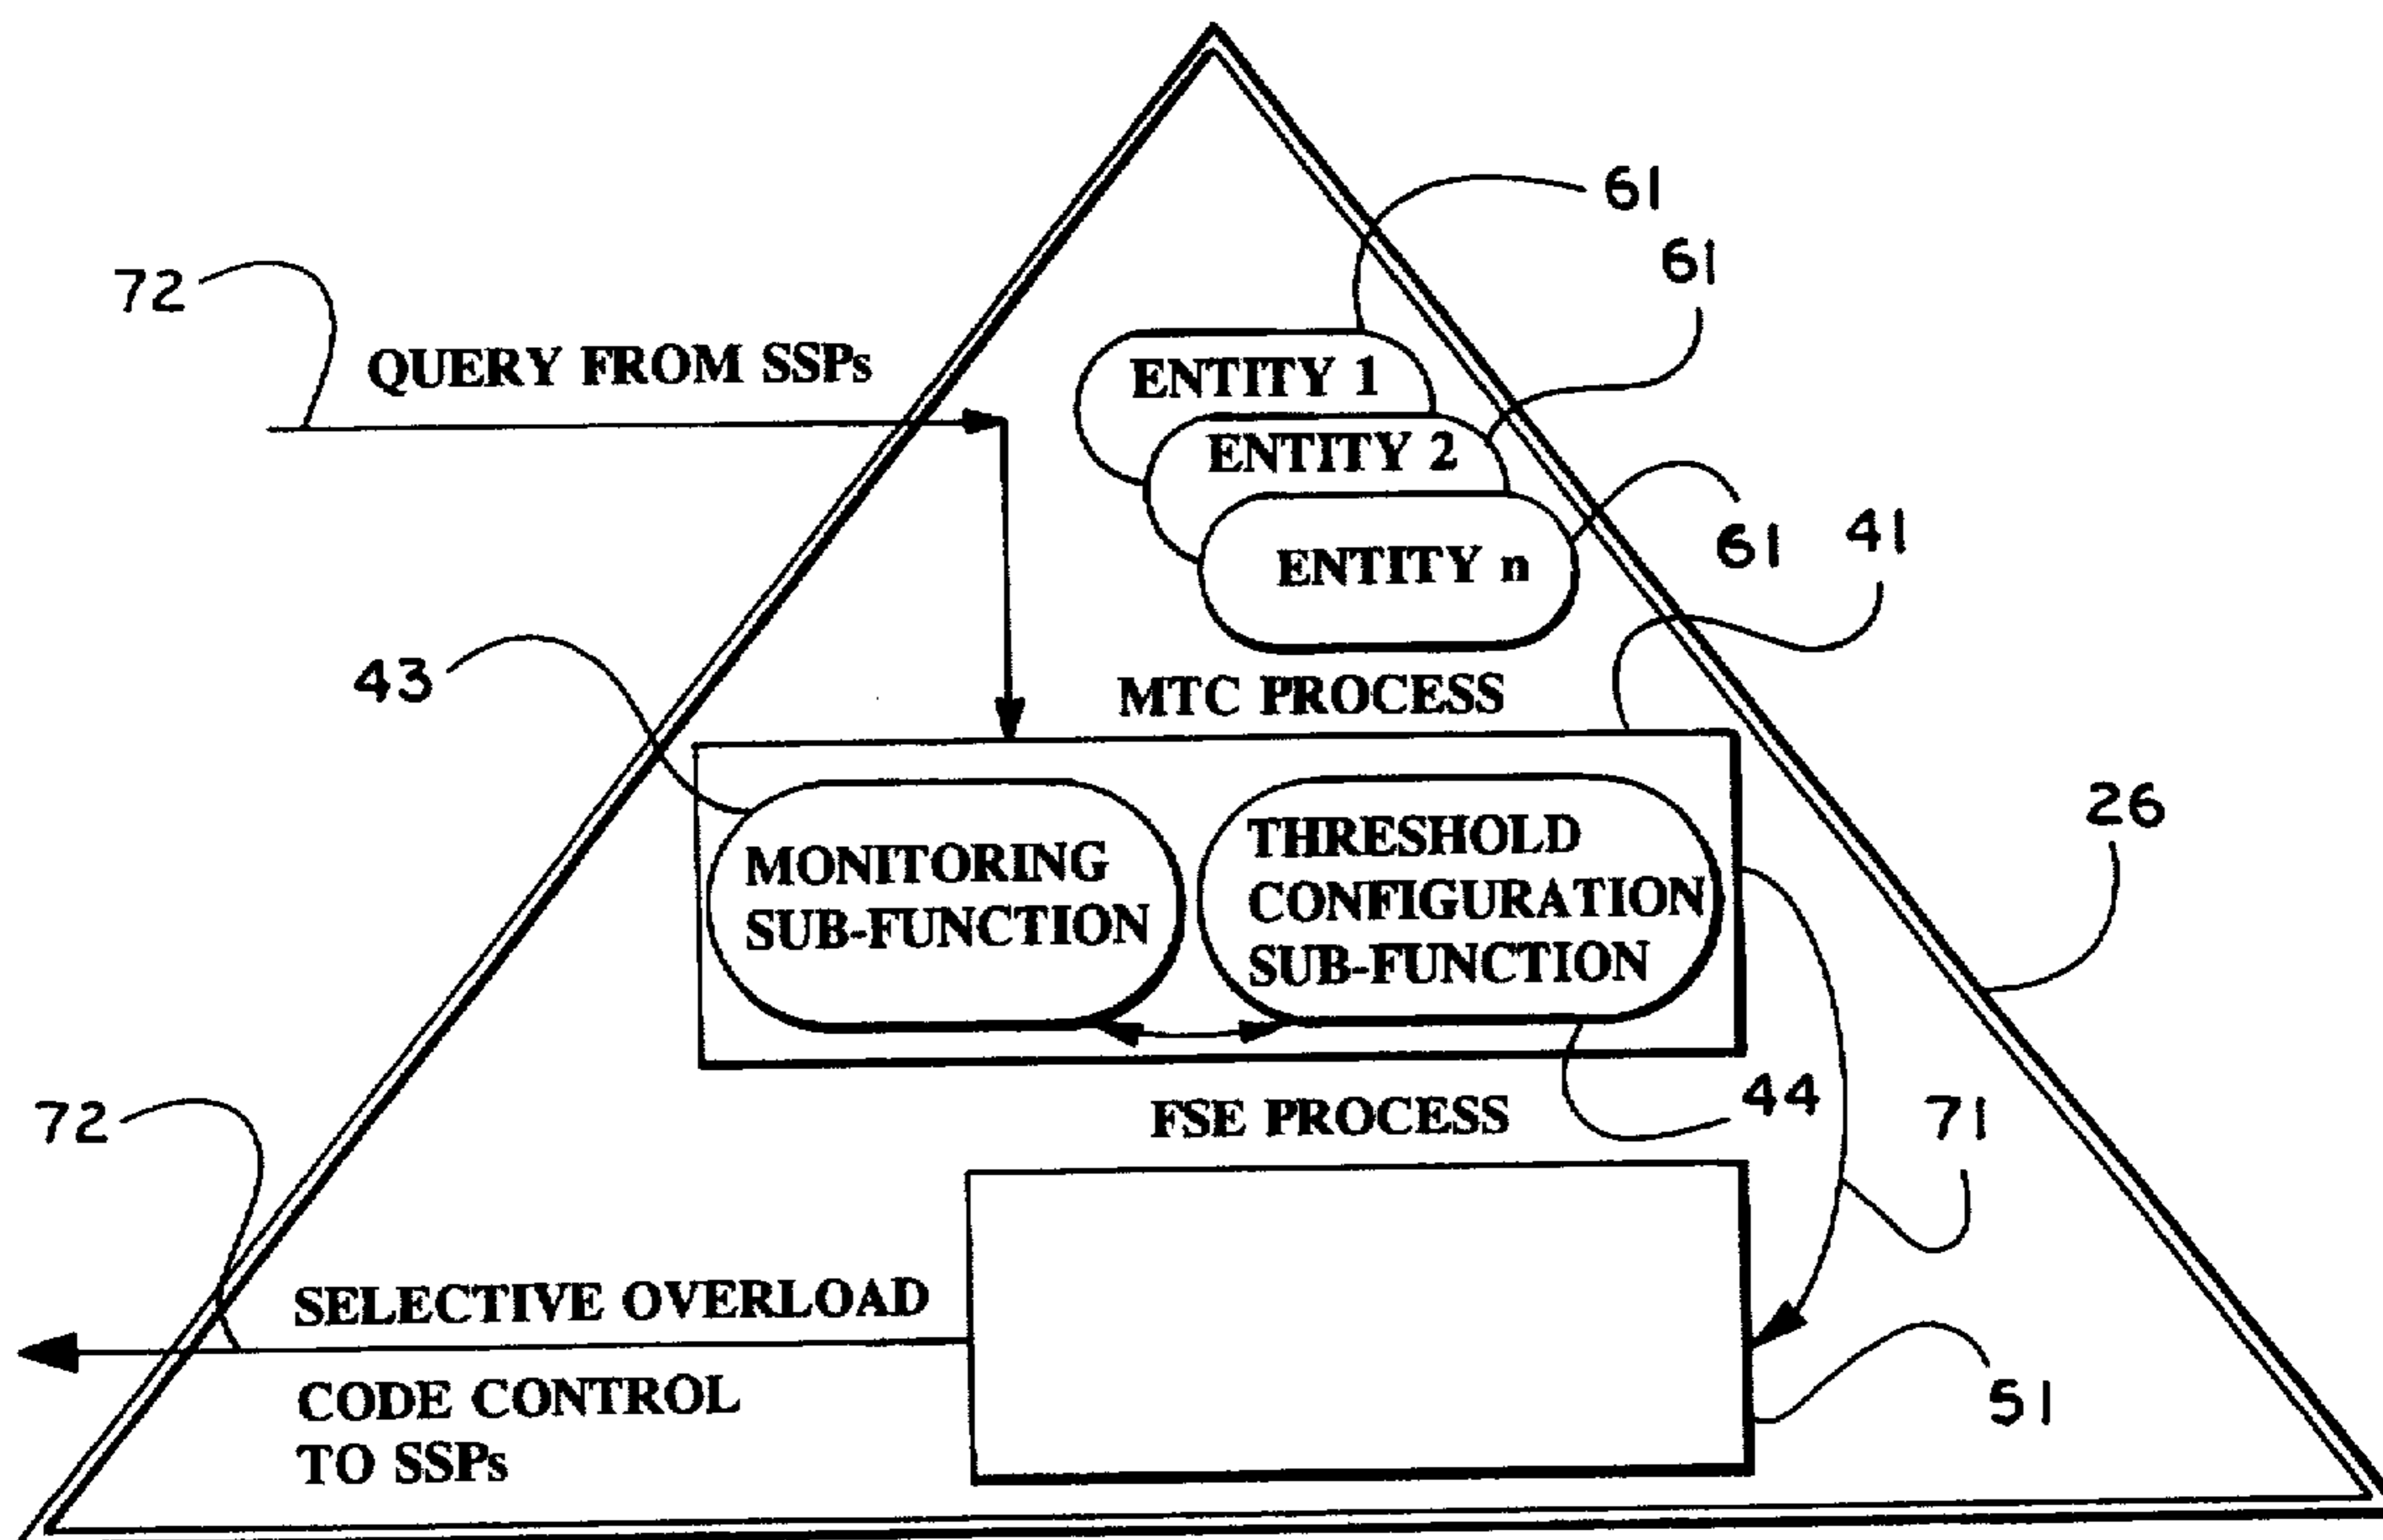 61
61
72
QUERY FROM SSPs
ENTITY 1
ENTITY 2
61
41
ENTITY n
43
MTC PROCESS
26
MONITORING
SUB-FUNCTION
THRESHOLD
CONFIGURATION
SUB-FUNCTION
44
71
72
FSE PROCESS
SELECTIVE OVERLOAD
CODE CONTROL
TO SSPs
51